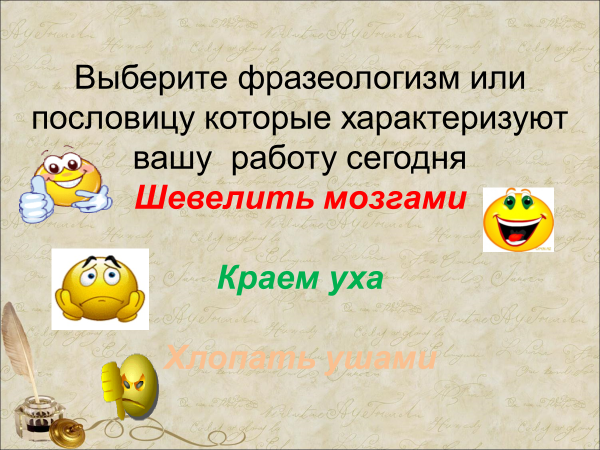 Выберите фразеологизм или
пословицу которые характеризуют
вашу работу сегодня
Шевелить мозгами
Краем уха
Хлопать ушами